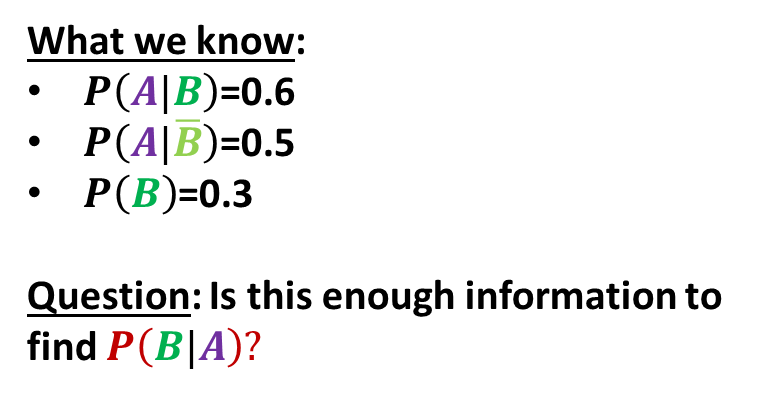 What we know:
• P(A|B)=0.6
• P(A|B̅)=0.5
• P(B)=0.3
Question: Is this enough information to
find P(B|A)?